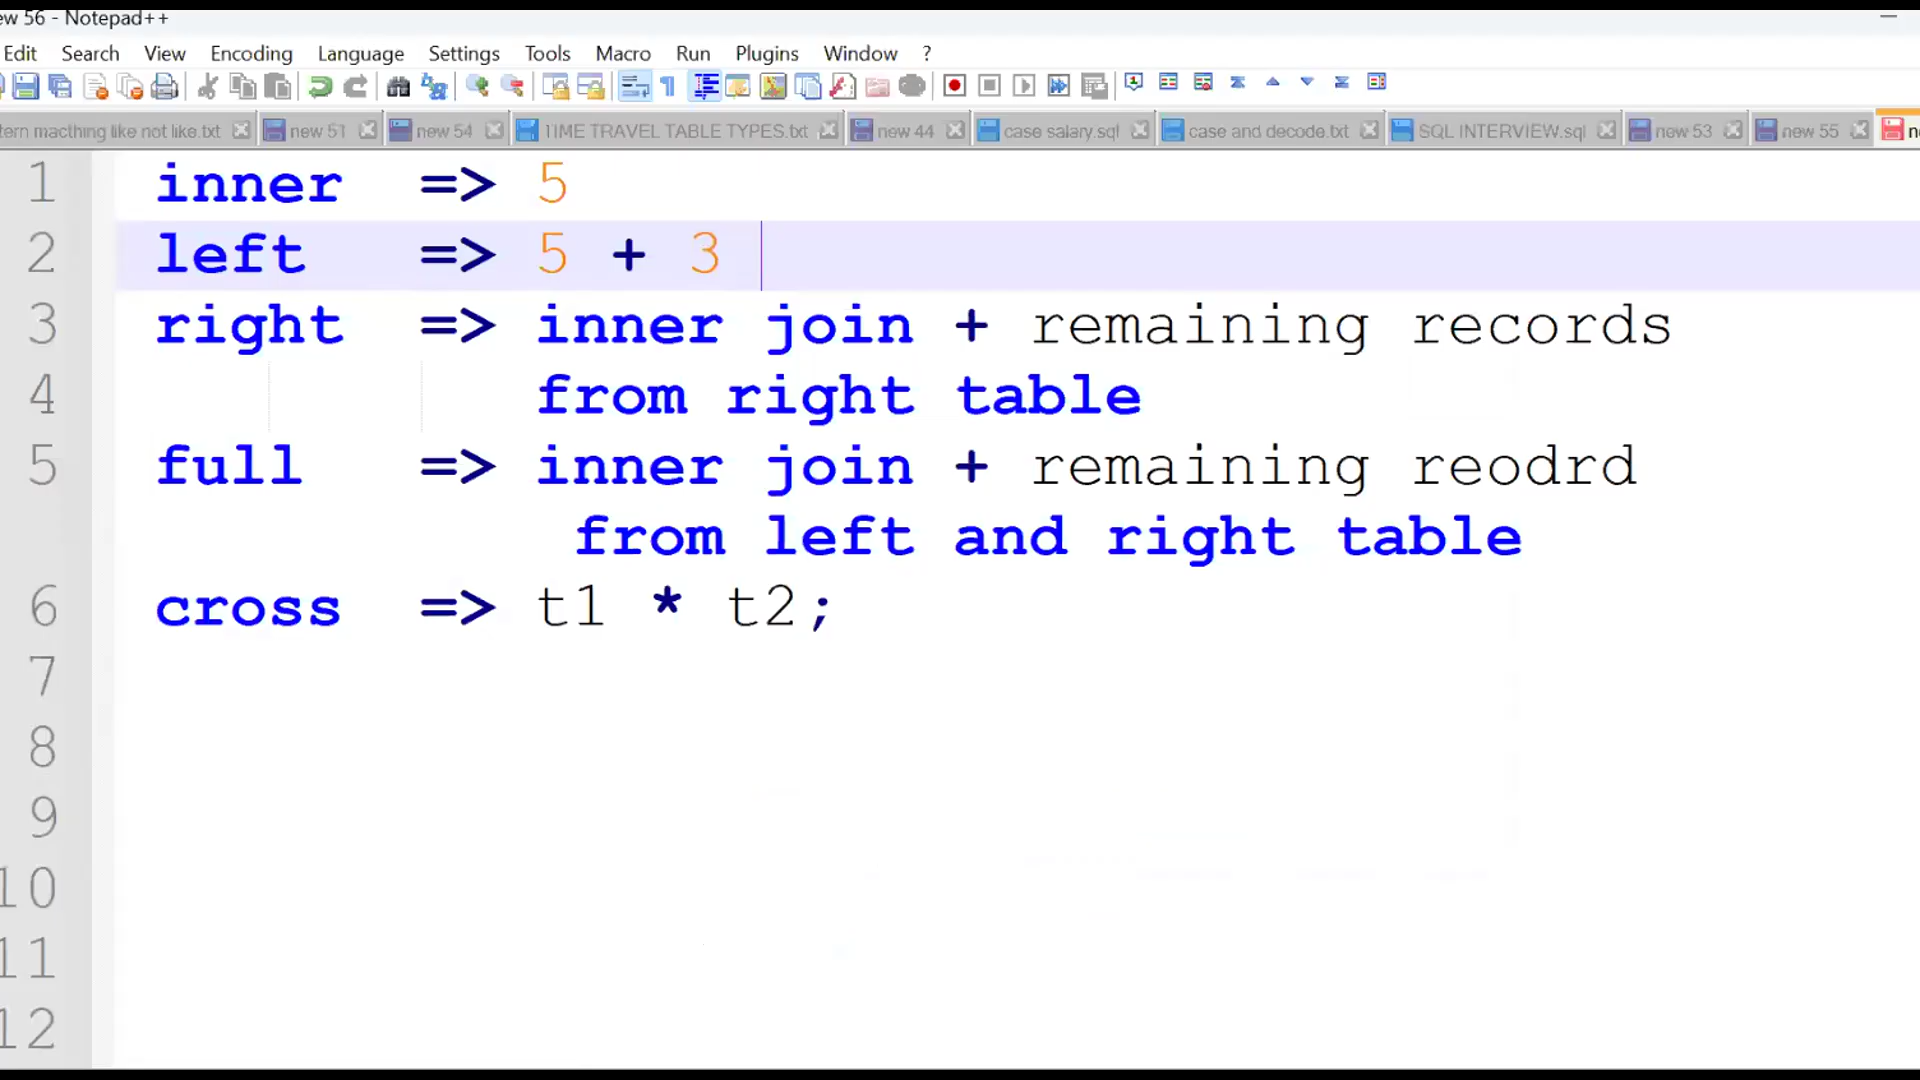 ew 56 - Notepad++
Edit Search View Encoding Language Settings Tools Macro Run Plugins Window ?
tern macthing like not like.txt new 51 new 54 TIME TRAVEL TABLE TYPES.txt new 44 case salary.sql case and decode.txt SQL INTERVIEW.sql new 53 new 55 ne
1 inner => 5
2 left => 5 + 3
3 right => inner join + remaining records
4 from right table
5 full => inner join + remaining reodrd
from left and right table
6 cross => t1 * t2;
7
8
9
10
11
12